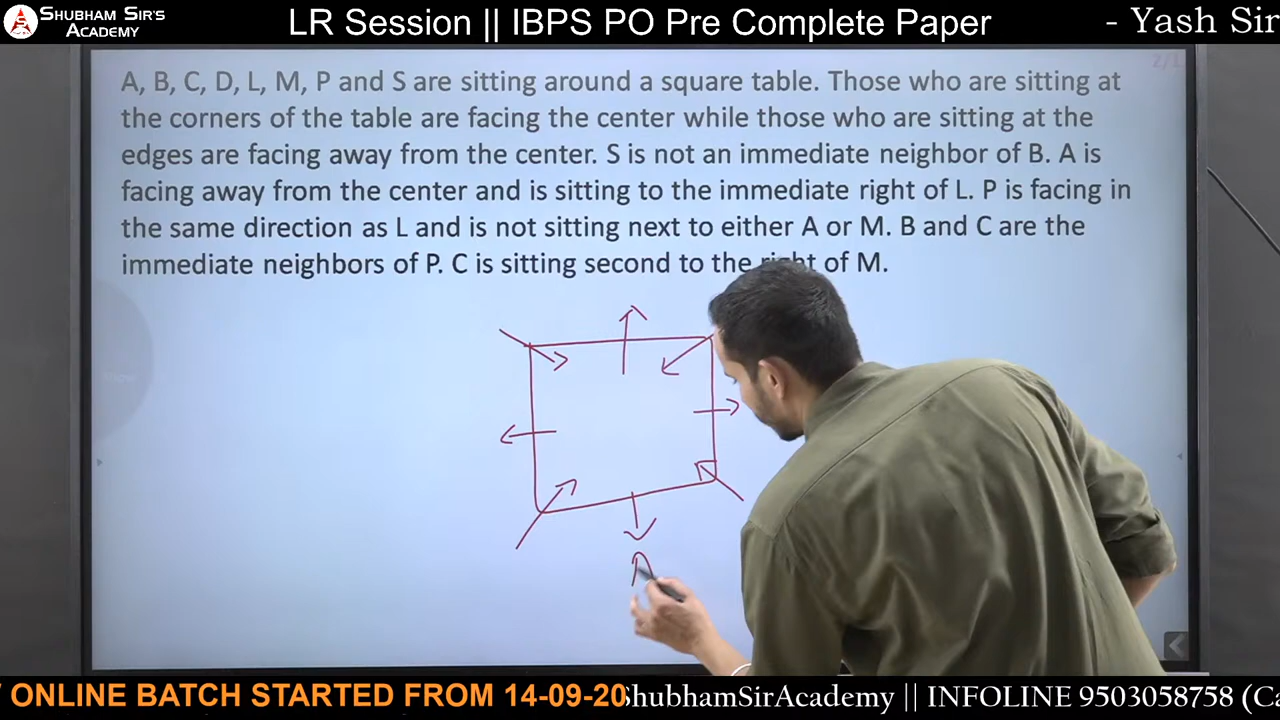 SHUBHAM SIR'S
ACADEMY
LR Session || IBPS PO Pre Complete Paper
- Yash Sir
A, B, C, D, L, M, P and S are sitting around a square table. Those who are sitting at
the corners of the table are facing the center while those who are sitting at the
edges are facing away from the center. S is not an immediate neighbor of B. A is
facing away from the center and is sitting to the immediate right of L. P is facing in
the same direction as L and is not sitting next to either A or M. B and C are the
immediate neighbors of P. C is sitting second to the right of M.
A
ONLINE BATCH STARTED FROM 14-09-20
ShubhamSirAcademy || INFOLINE 9503058758 (Ca